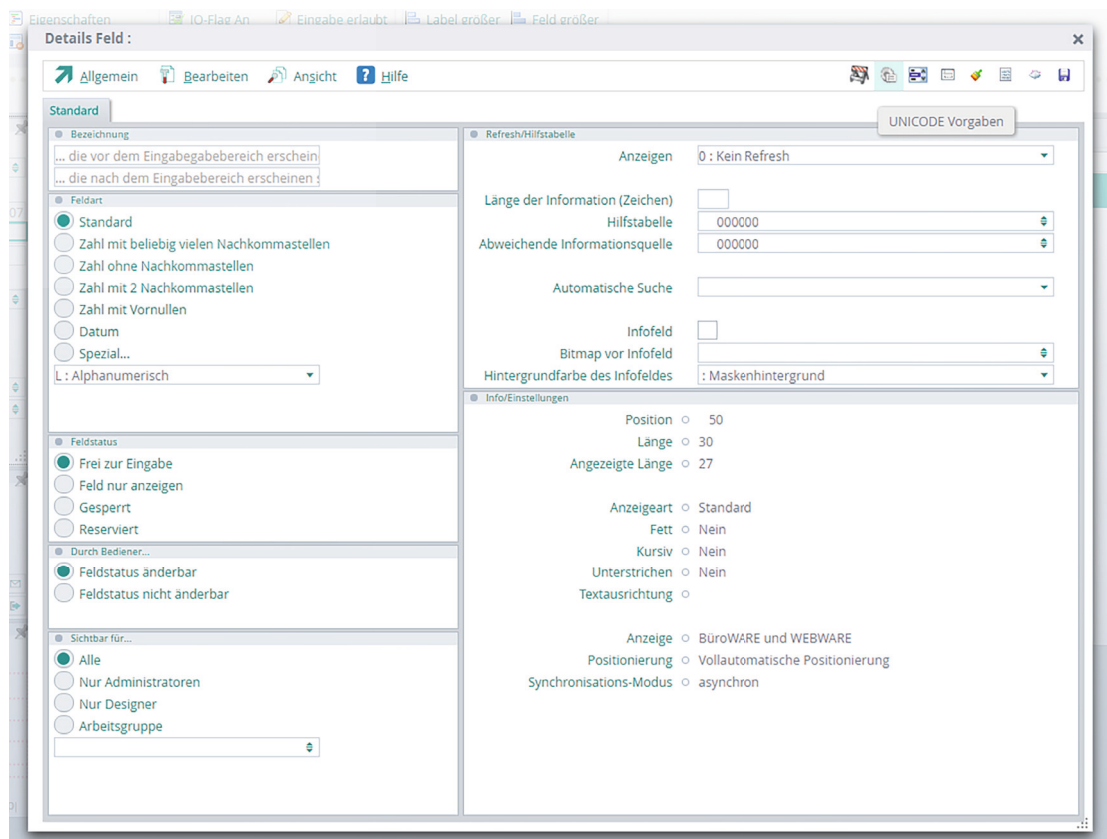 Eigenschaften IO-Flag An Eingabe erlaubt Label größer Feld größer
Details Feld :
Allgemein Bearbeiten Ansicht Hilfe
UNICODE Vorgaben
Standard
Bezeichnung
... die vor dem Eingabegabebereich erschein
... die nach dem Eingabebereich erscheinen s
Feldart
Standard
Zahl mit beliebig vielen Nachkommastellen
Zahl ohne Nachkommastellen
Zahl mit 2 Nachkommastellen
Zahl mit Vornullen
Datum
Spezial...
L : Alphanumerisch
Feldstatus
Frei zur Eingabe
Feld nur anzeigen
Gesperrt
Reserviert
Durch Bediener...
Feldstatus änderbar
Feldstatus nicht änderbar
Sichtbar für...
Alle
Nur Administratoren
Nur Designer
Arbeitsgruppe
Refresh/Hilfstabelle
Anzeigen 0 : Kein Refresh
Länge der Information (Zeichen)
Hilfstabelle 000000
Abweichende Informationsquelle 000000
Automatische Suche
Infofeld
Bitmap vor Infofeld
Hintergrundfarbe des Infofeldes : Maskenhintergrund
Info/Einstellungen
Position 50
Länge 30
Angezeigte Länge 27
Anzeigeart Standard
Fett Nein
Kursiv Nein
Unterstrichen Nein
Textausrichtung
Anzeige BüroWARE und WEBWARE
Positionierung Vollautomatische Positionierung
Synchronisations-Modus asynchron
07